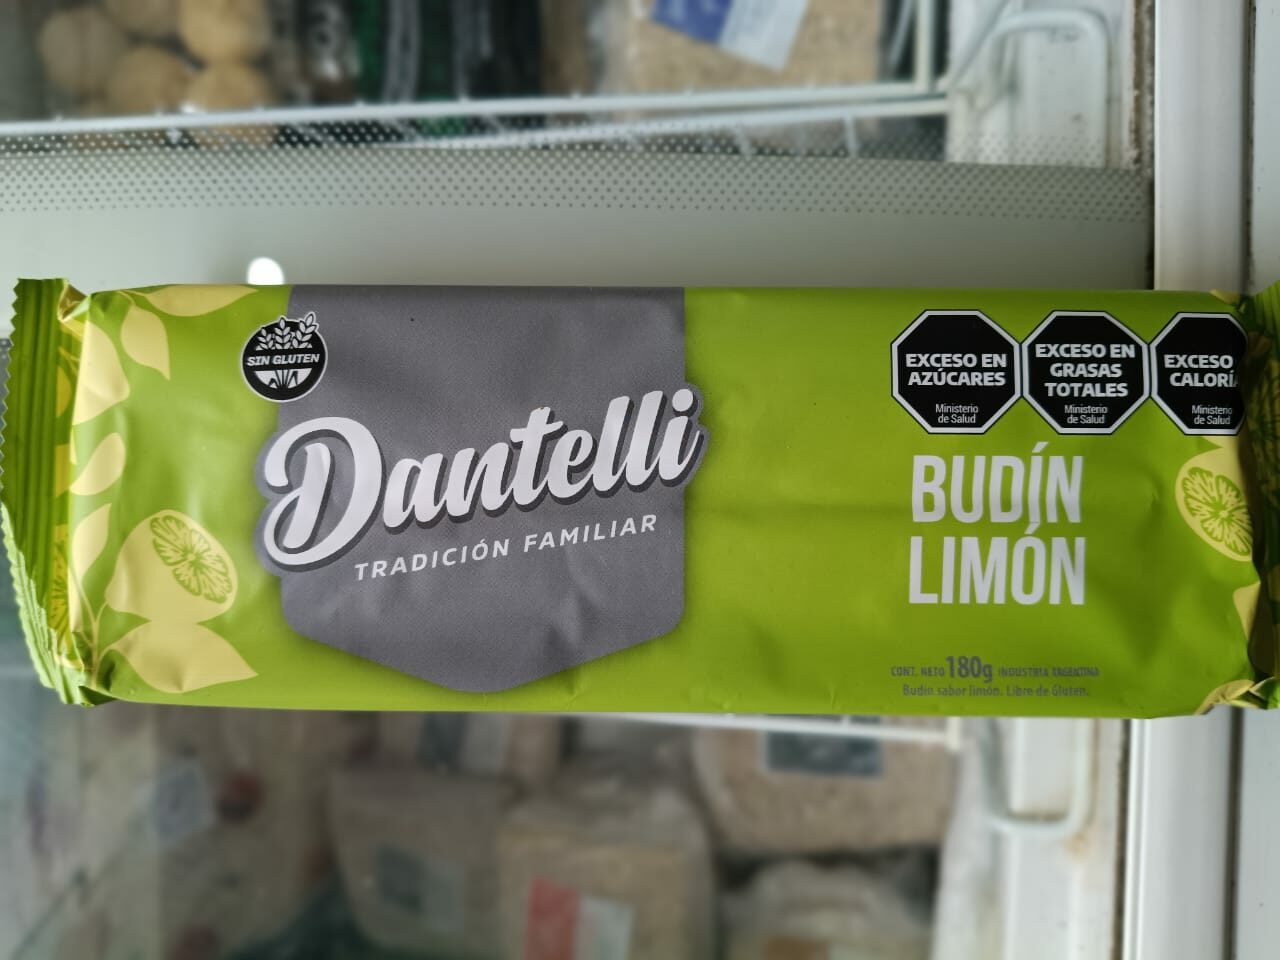 SIN GLUTEN
Dantelli
TRADICIÓN FAMILIAR
EXCESO EN
AZÚCARES
Ministerio
de Salud
EXCESO EN
GRASAS
TOTALES
Ministerio
de Salud
EXCESO
CALORÍA
Ministerio
de Salud
BUDÍN
LIMÓN
CONT. NETO 180g INDUSTRIA ARGENTINA
Budín sabor limón. Libre de Gluten.